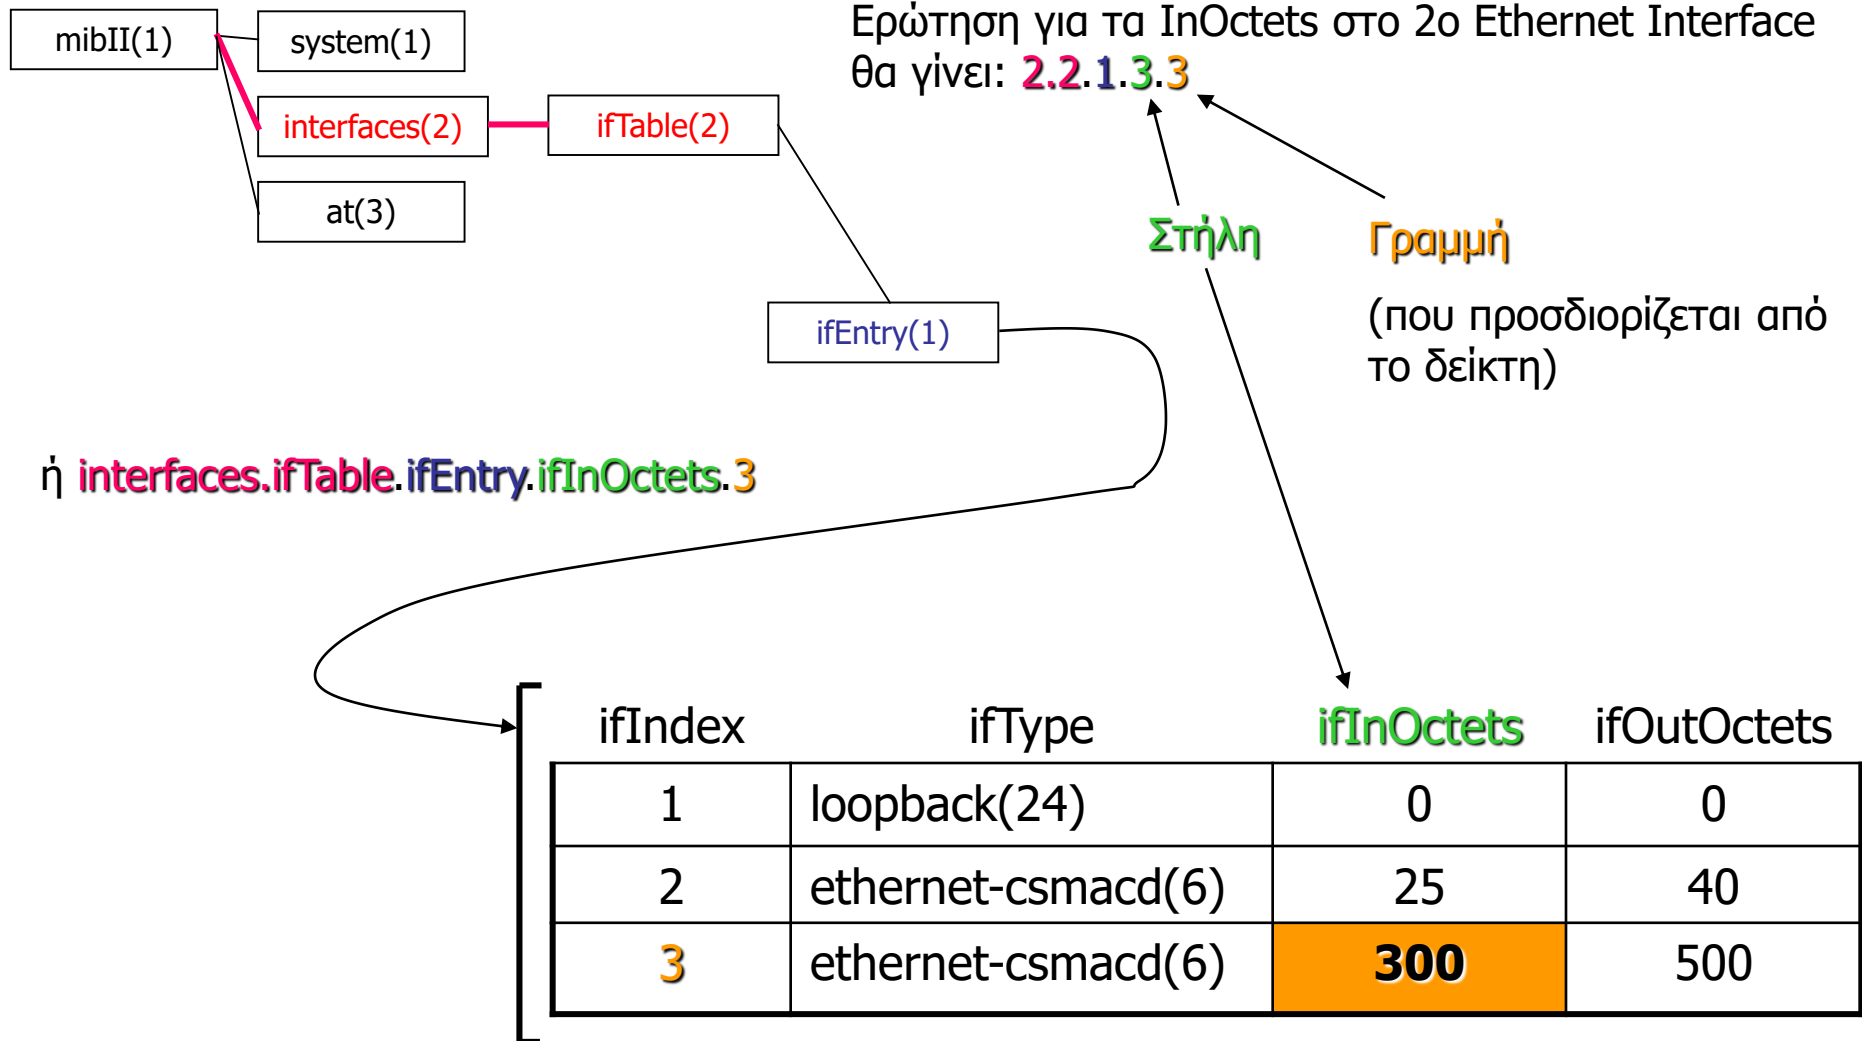 mibII(1)
system(1)
interfaces(2)
ifTable(2)
at(3)
ifEntry(1)
Ερώτηση για τα InOctets στο 2ο Ethernet Interface
θα γίνει: 2.2.1.3.3
Στήλη
Γραμμή
(που προσδιορίζεται από
το δείκτη)
ή interfaces.ifTable.ifEntry.ifInOctets.3
ifIndex ifType ifInOctets ifOutOctets
1 loopback(24) 0 0
2 ethernet-csmacd(6) 25 40
3 ethernet-csmacd(6) 300 500